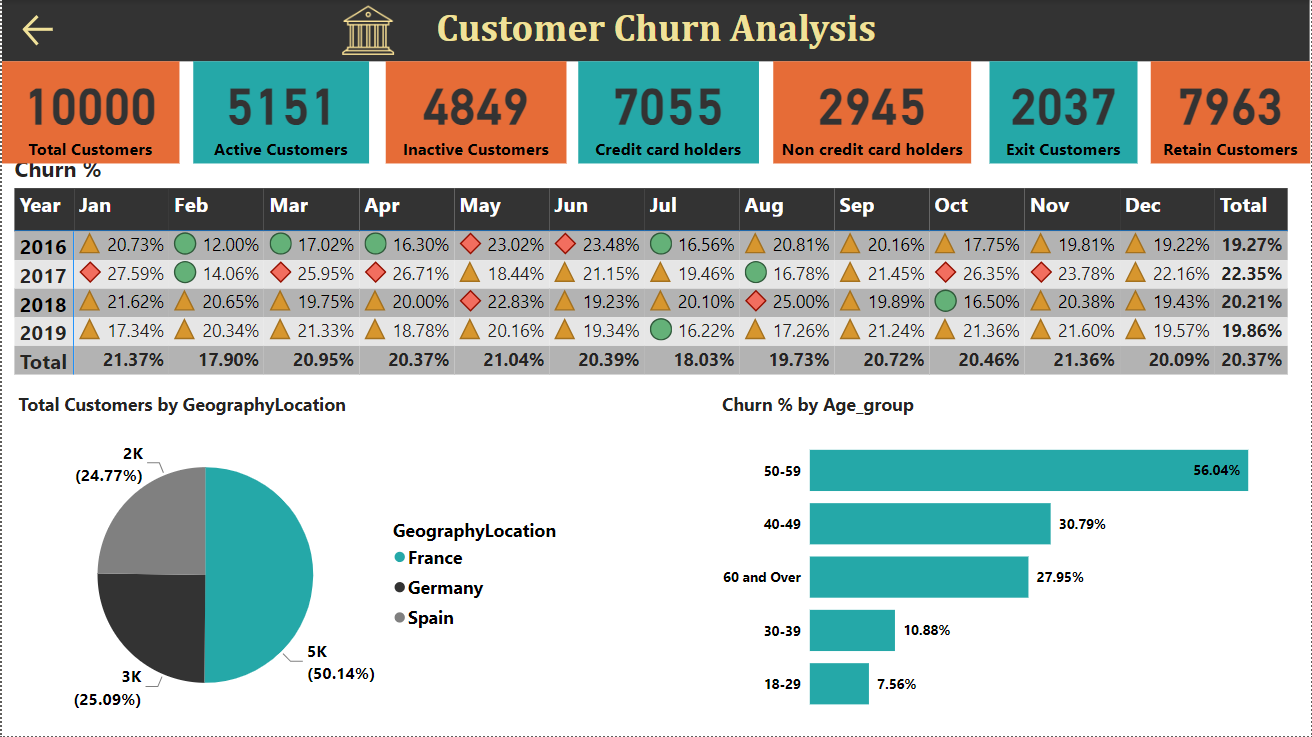 Customer Churn Analysis
10000 5151 4849 7055 2945 2037 7963
Total Customers Active Customers Inactive Customers Credit card holders Non credit card holders Exit Customers Retain Customers
Churn %
Year Jan Feb Mar Apr May Jun Jul Aug Sep Oct Nov Dec Total
2016 20.73% 12.00% 17.02% 16.30% 23.02% 23.48% 16.56% 20.81% 20.16% 17.75% 19.81% 19.22% 19.27%
2017 27.59% 14.06% 25.95% 26.71% 18.44% 21.15% 19.46% 16.78% 21.45% 26.35% 23.78% 22.16% 22.35%
2018 21.62% 20.65% 19.75% 20.00% 22.83% 19.23% 20.10% 25.00% 19.89% 16.50% 20.38% 19.43% 20.21%
2019 17.34% 20.34% 21.33% 18.78% 20.16% 19.34% 16.22% 17.26% 21.24% 21.36% 21.60% 19.57% 19.86%
Total 21.37% 17.90% 20.95% 20.37% 21.04% 20.39% 18.03% 19.73% 20.72% 20.46% 21.36% 20.09% 20.37%
Total Customers by GeographyLocation
2K
(24.77%)
3K
(25.09%)
5K
(50.14%)
GeographyLocation
France
Germany
Spain
Churn % by Age_group
50-59 56.04%
40-49 30.79%
60 and Over 27.95%
30-39 10.88%
18-29 7.56%